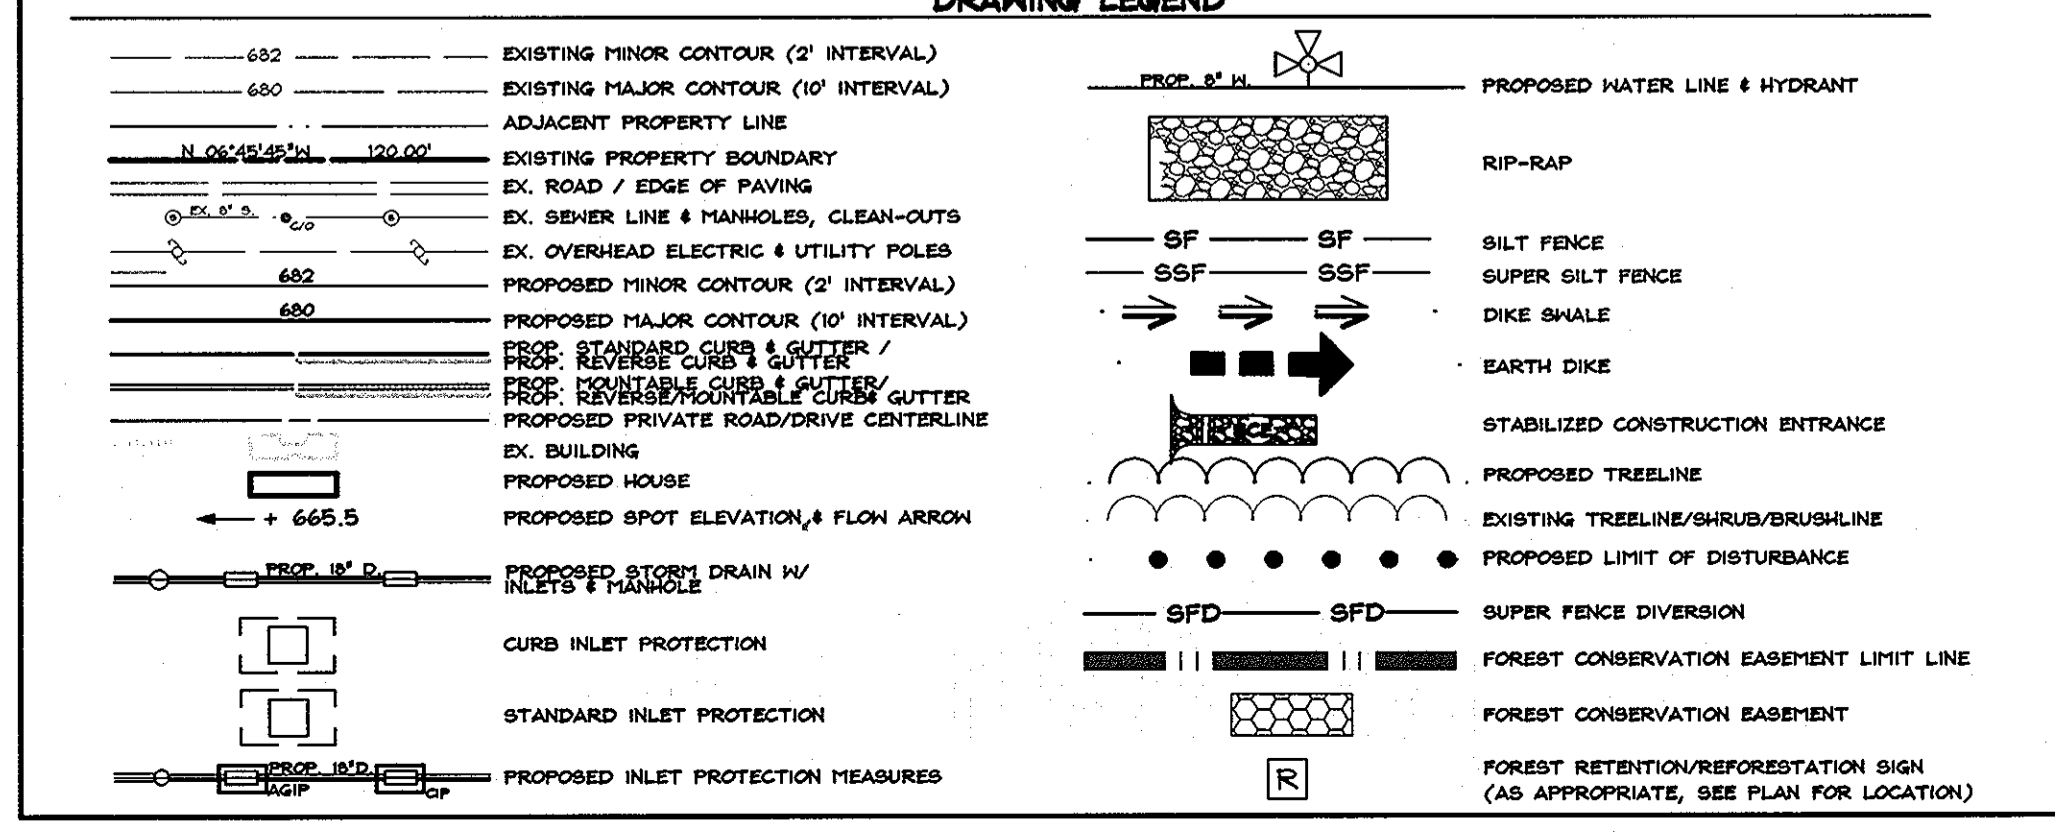 DRAWING LEGEND
682 EXISTING MINOR CONTOUR (2' INTERVAL)
680 EXISTING MAJOR CONTOUR (10' INTERVAL)
ADJACENT PROPERTY LINE
N 06°45'45"W 120.00' EXISTING PROPERTY BOUNDARY
EX. ROAD / EDGE OF PAVING
EX. 8" S. C/O EX. SEWER LINE & MANHOLES, CLEAN-OUTS
EX. OVERHEAD ELECTRIC & UTILITY POLES
682 PROPOSED MINOR CONTOUR (2' INTERVAL)
680 PROPOSED MAJOR CONTOUR (10' INTERVAL)
PROP. STANDARD CURB & GUTTER /
PROP. REVERSE CURB & GUTTER
PROP. MOUNTABLE CURB & GUTTER/
PROP. REVERSE/MOUNTABLE CURB& GUTTER
PROPOSED PRIVATE ROAD/DRIVE CENTERLINE
EX. BUILDING
PROPOSED HOUSE
+ 665.5 PROPOSED SPOT ELEVATION, & FLOW ARROW
PROP. 18" D. PROPOSED STORM DRAIN W/
INLETS & MANHOLE
CURB INLET PROTECTION
STANDARD INLET PROTECTION
PROP. 18"D. AGIP CIP PROPOSED INLET PROTECTION MEASURES
PROP. 8" W. PROPOSED WATER LINE & HYDRANT
RIP-RAP
SF SF SILT FENCE
SSF SSF SUPER SILT FENCE
DIKE SWALE
EARTH DIKE
STABILIZED CONSTRUCTION ENTRANCE
PROPOSED TREELINE
EXISTING TREELINE/SHRUB/BRUSHLINE
PROPOSED LIMIT OF DISTURBANCE
SFD SFD SUPER FENCE DIVERSION
FOREST CONSERVATION EASEMENT LIMIT LINE
FOREST CONSERVATION EASEMENT
R FOREST RETENTION/REFORESTATION SIGN
(AS APPROPRIATE, SEE PLAN FOR LOCATION)